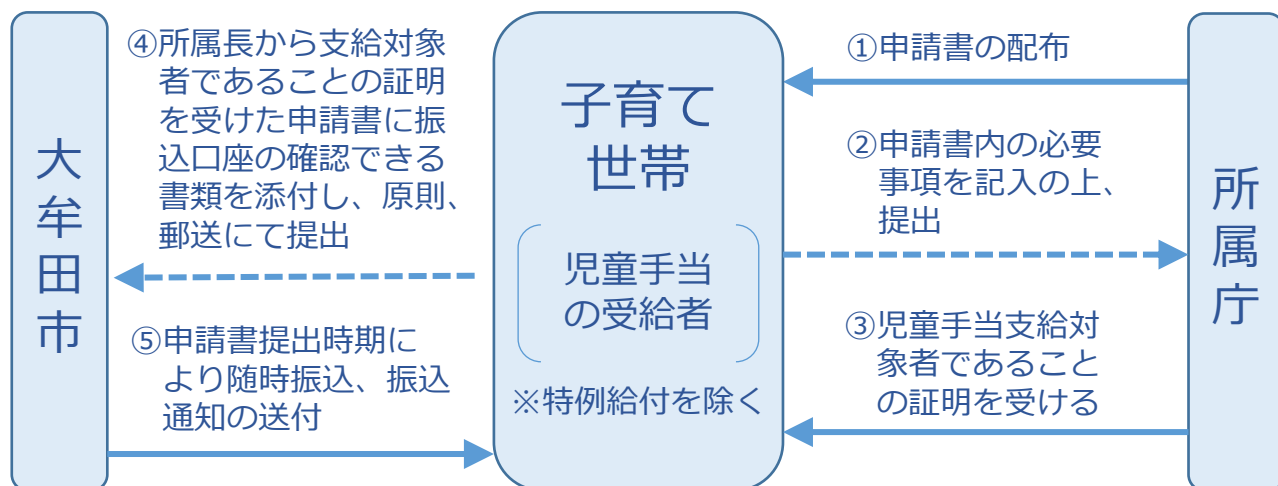 大牟田市
④所属長から支給対象
者であることの証明
を受けた申請書に振
込口座の確認できる
書類を添付し、原則、
郵送にて提出
⑤申請書提出時期に
より随時振込、振込
通知の送付
子育て
世帯
児童手当
の受給者
※特例給付を除く
①申請書の配布
②申請書内の必要
事項を記入の上、
提出
③児童手当支給対
象者であること
の証明を受ける
所属庁